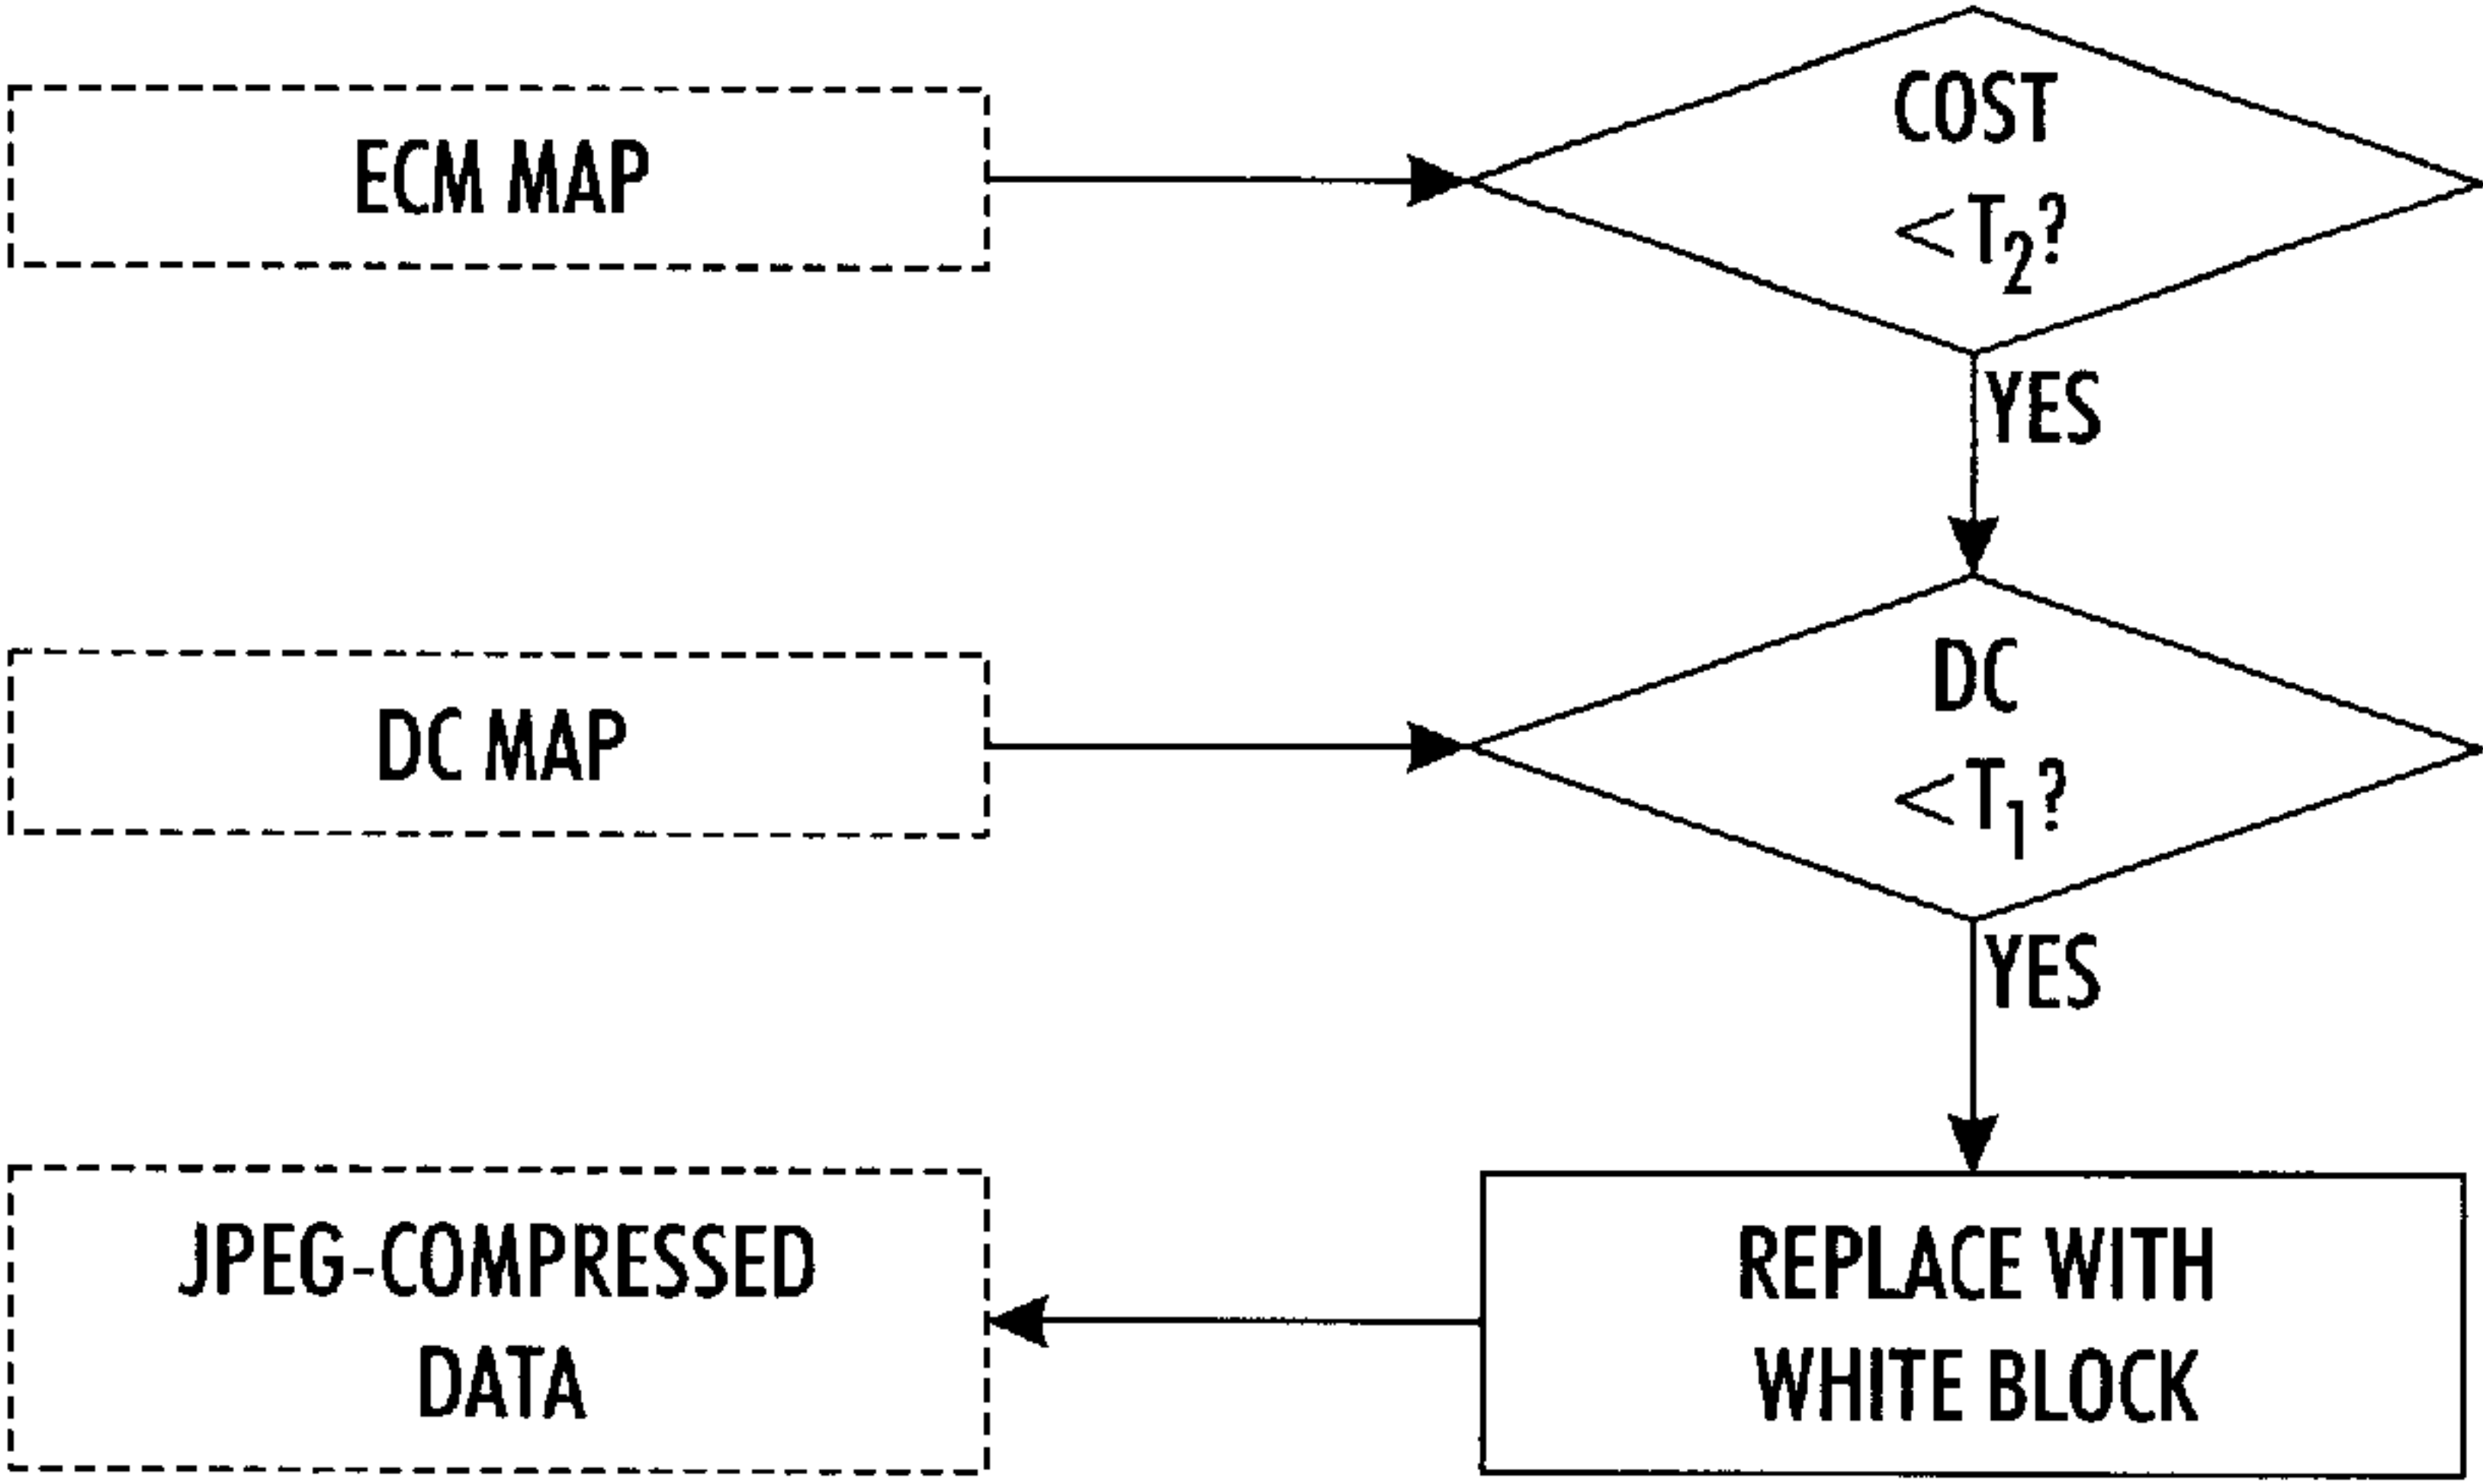 ECM MAP
COST
< T₂?
YES
DC MAP
DC
< T₁?
YES
JPEG-COMPRESSED
DATA
REPLACE WITH
WHITE BLOCK